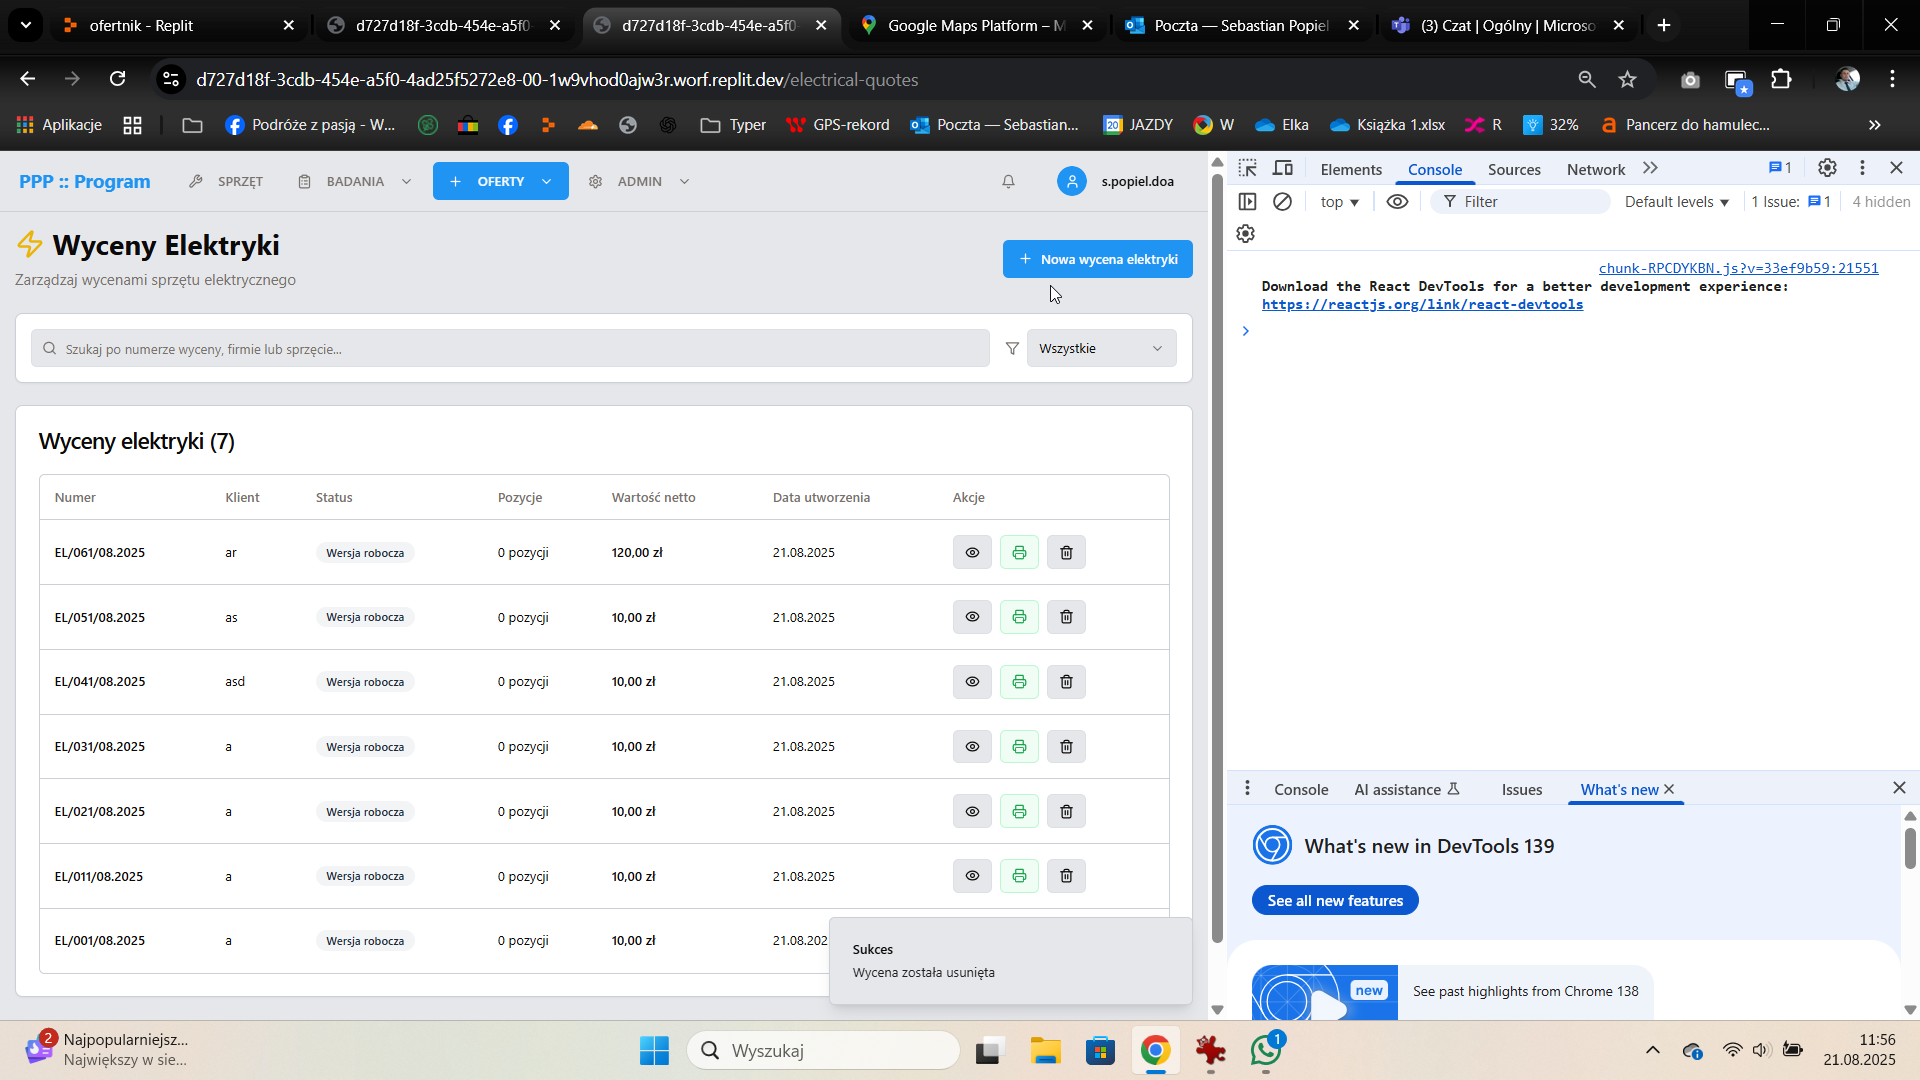 ofertnik - Replit
d727d18f-3cdb-454e-a5f0-
d727d18f-3cdb-454e-a5f0-
Google Maps Platform – M
Poczta — Sebastian Popiel
(3) Czat | Ogólny | Microso
d727d18f-3cdb-454e-a5f0-4ad25f5272e8-00-1w9vhod0ajw3r.worf.replit.dev/electrical-quotes
Aplikacje
Podróże z pasją - W...
Typer
GPS-rekord
Poczta — Sebastian...
20 JAZDY
W
Elka
Książka 1.xlsx
R
32%
Pancerz do hamulec...
PPP :: Program
SPRZĘT
BADANIA
OFERTY
ADMIN
s.popiel.doa
Wyceny Elektryki
Zarządzaj wycenami sprzętu elektrycznego
Nowa wycena elektryki
Szukaj po numerze wyceny, firmie lub sprzęcie...
Wszystkie
Wyceny elektryki (7)
Numer Klient Status Pozycje Wartość netto Data utworzenia Akcje
EL/061/08.2025 ar Wersja robocza 0 pozycji 120,00 zł 21.08.2025
EL/051/08.2025 as Wersja robocza 0 pozycji 10,00 zł 21.08.2025
EL/041/08.2025 asd Wersja robocza 0 pozycji 10,00 zł 21.08.2025
EL/031/08.2025 a Wersja robocza 0 pozycji 10,00 zł 21.08.2025
EL/021/08.2025 a Wersja robocza 0 pozycji 10,00 zł 21.08.2025
EL/011/08.2025 a Wersja robocza 0 pozycji 10,00 zł 21.08.2025
EL/001/08.2025 a Wersja robocza 0 pozycji 10,00 zł 21.08.202
Sukces
Wycena została usunięta
Elements
Console
Sources
Network
1
top
Filter
Default levels
1 Issue: 1
4 hidden
chunk-RPCDYKBN.js?v=33ef9b59:21551
Download the React DevTools for a better development experience:
https://reactjs.org/link/react-devtools
Console
AI assistance
Issues
What's new
What's new in DevTools 139
See all new features
new
See past highlights from Chrome 138
2
Najpopularniejsz...
Największy w sie...
Wyszukaj
1
11:56
21.08.2025